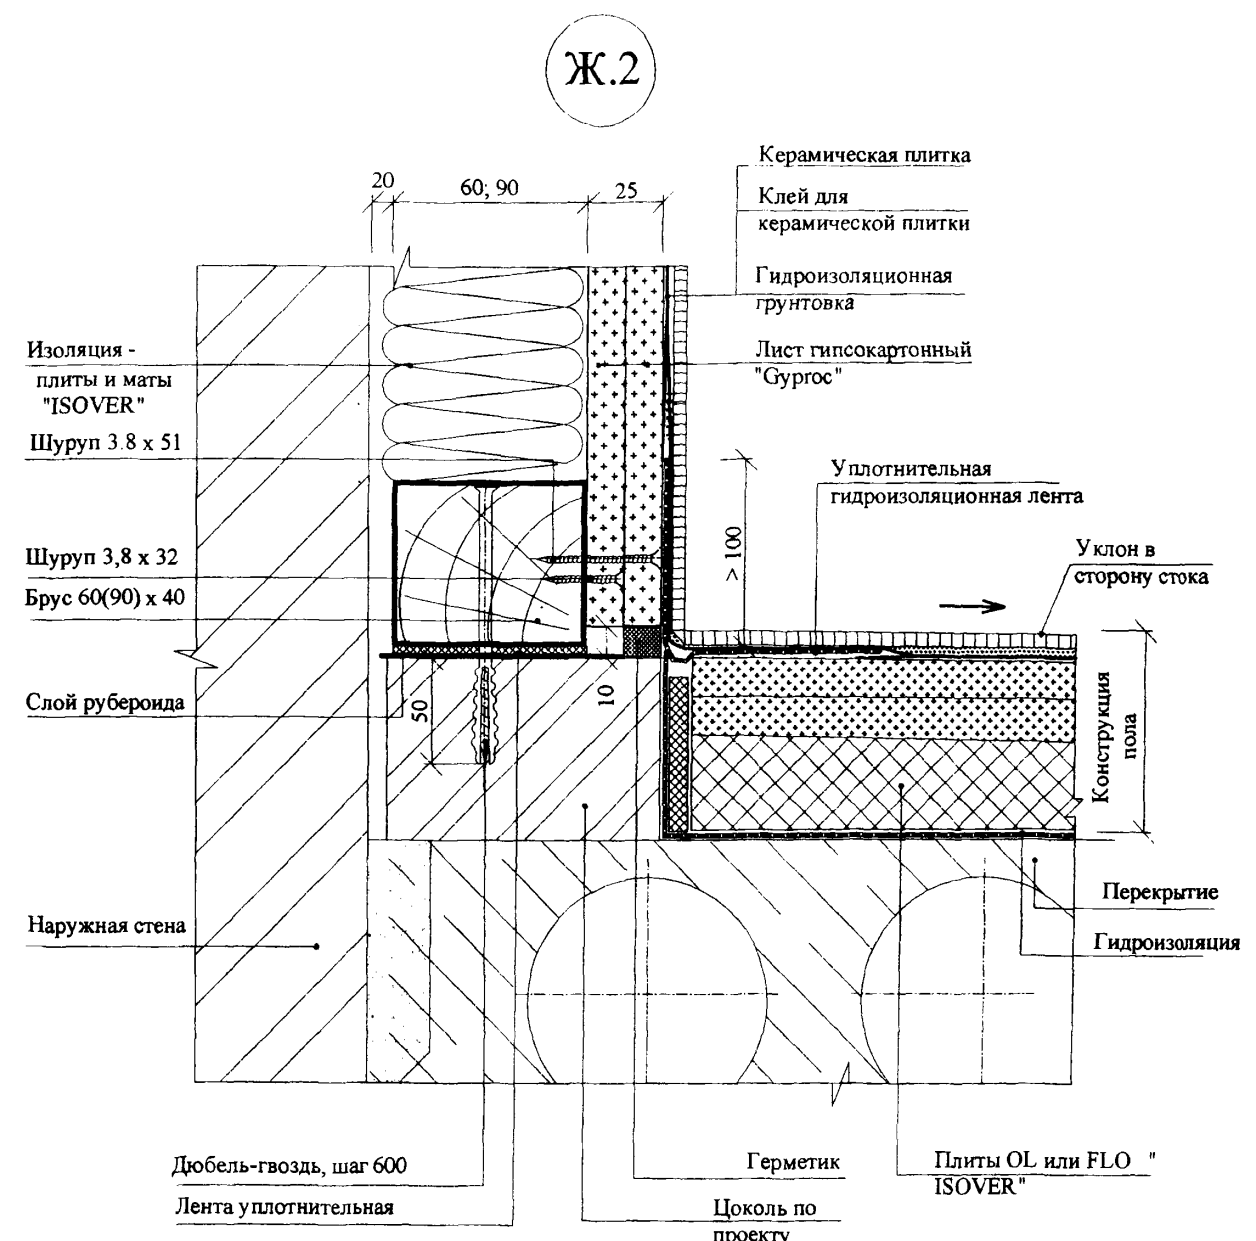 Ж.2
Керамическая плитка
20
60; 90
25
Клей для
керамической плитки
Гидроизоляционная
грунтовка
Изоляция -
плиты и маты
"ISOVER"
Лист гипсокартонный
"Gyproc"
Шуруп 3.8 х 51
Уплотнительная
гидроизоляционная лента
> 100
Шуруп 3,8 х 32
Уклон в
сторону стока
Брус 60(90) х 40
Слой рубероида
50
10
Конструкция
пола
Наружная стена
Перекрытие
Гидроизоляция
Дюбель-гвоздь, шаг 600
Герметик
Плиты OL или FLO "
ISOVER"
Лента уплотнительная
Цоколь по
проекту